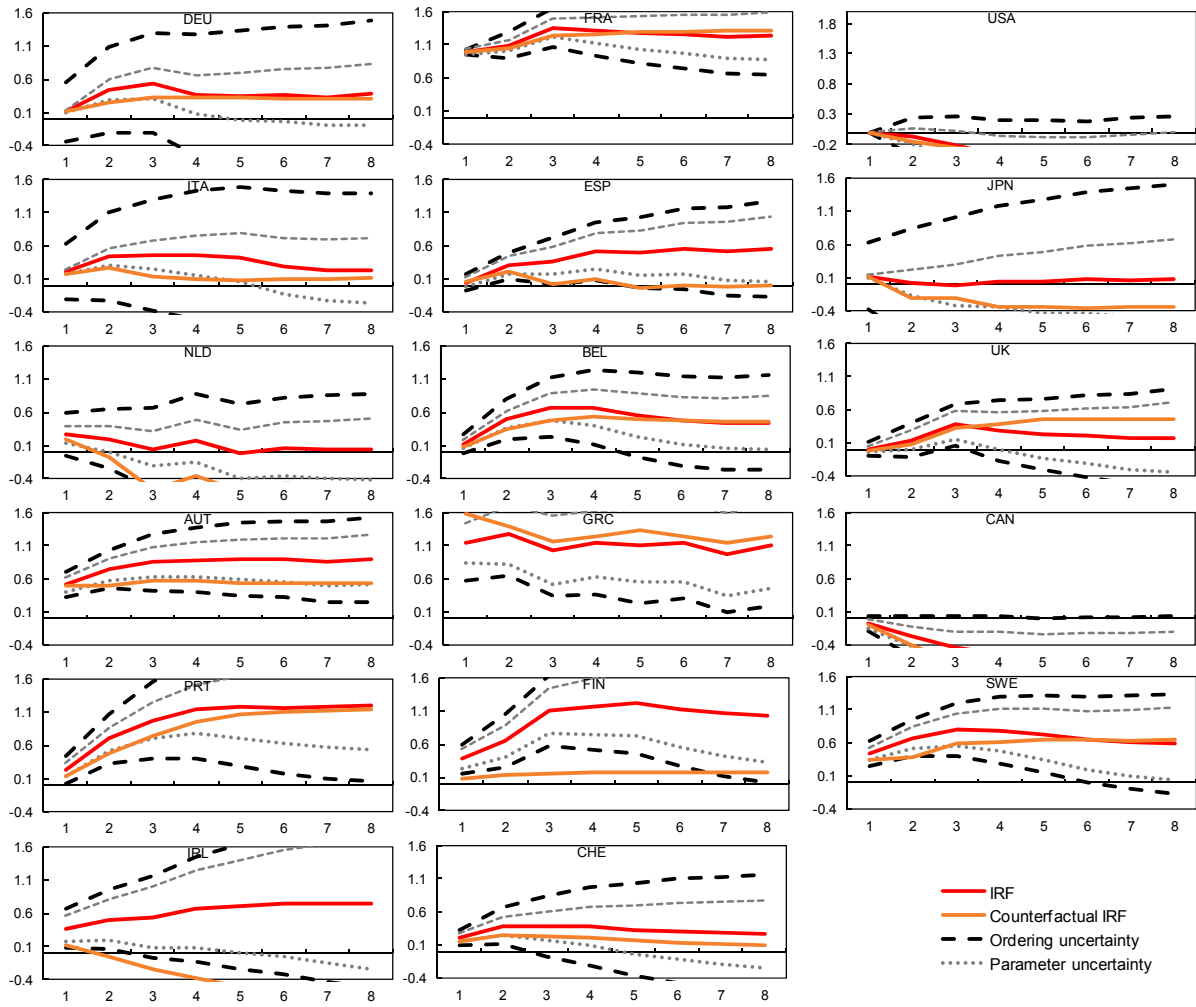 DEU
1.6
1.1
0.6
0.1
-0.4
1 2 3 4 5 6 7 8
FRA
1.6
1.1
0.6
0.1
-0.4
1 2 3 4 5 6 7 8
USA
1.8
1.3
0.8
0.3
-0.2
1 2 3 4 5 6 7 8
ITA
1.6
1.1
0.6
0.1
-0.4
1 2 3 4 5 6 7 8
ESP
1.6
1.1
0.6
0.1
-0.4
1 2 3 4 5 6 7 8
JPN
1.6
1.1
0.6
0.1
-0.4
1 2 3 4 5 6 7 8
NLD
1.6
1.1
0.6
0.1
-0.4
1 2 3 4 5 6 7 8
BEL
1.6
1.1
0.6
0.1
-0.4
1 2 3 4 5 6 7 8
UK
1.6
1.1
0.6
0.1
-0.4
1 2 3 4 5 6 7 8
AUT
1.6
1.1
0.6
0.1
-0.4
1 2 3 4 5 6 7 8
GRC
1.6
1.1
0.6
0.1
-0.4
1 2 3 4 5 6 7 8
CAN
1.6
1.1
0.6
0.1
-0.4
1 2 3 4 5 6 7 8
PRT
1.6
1.1
0.6
0.1
-0.4
1 2 3 4 5 6 7 8
FIN
1.6
1.1
0.6
0.1
-0.4
1 2 3 4 5 6 7 8
SWE
1.6
1.1
0.6
0.1
-0.4
1 2 3 4 5 6 7 8
IRL
1.6
1.1
0.6
0.1
-0.4
1 2 3 4 5 6 7 8
CHE
1.6
1.1
0.6
0.1
-0.4
1 2 3 4 5 6 7 8
IRF
Counterfactual IRF
Ordering uncertainty
Parameter uncertainty